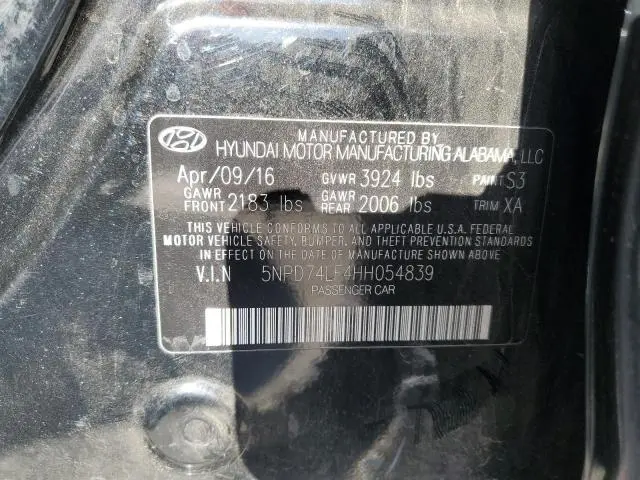 MANUFACTURED BY
HYUNDAI MOTOR MANUFACTURING ALABAMA, LLC
Apr/09/16 GVWR 3924 lbs PAINT S3
GAWR FRONT 2183 lbs GAWR REAR 2006 lbs TRIM XA
THIS VEHICLE CONFORMS TO ALL APPLICABLE U.S.A. FEDERAL
MOTOR VEHICLE SAFETY, BUMPER, AND THEFT PREVENTION STANDARDS
IN EFFECT ON THE DATE OF MANUFACTURE SHOWN ABOVE.
V.I.N 5NPD74LF4HH054839
PASSENGER CAR